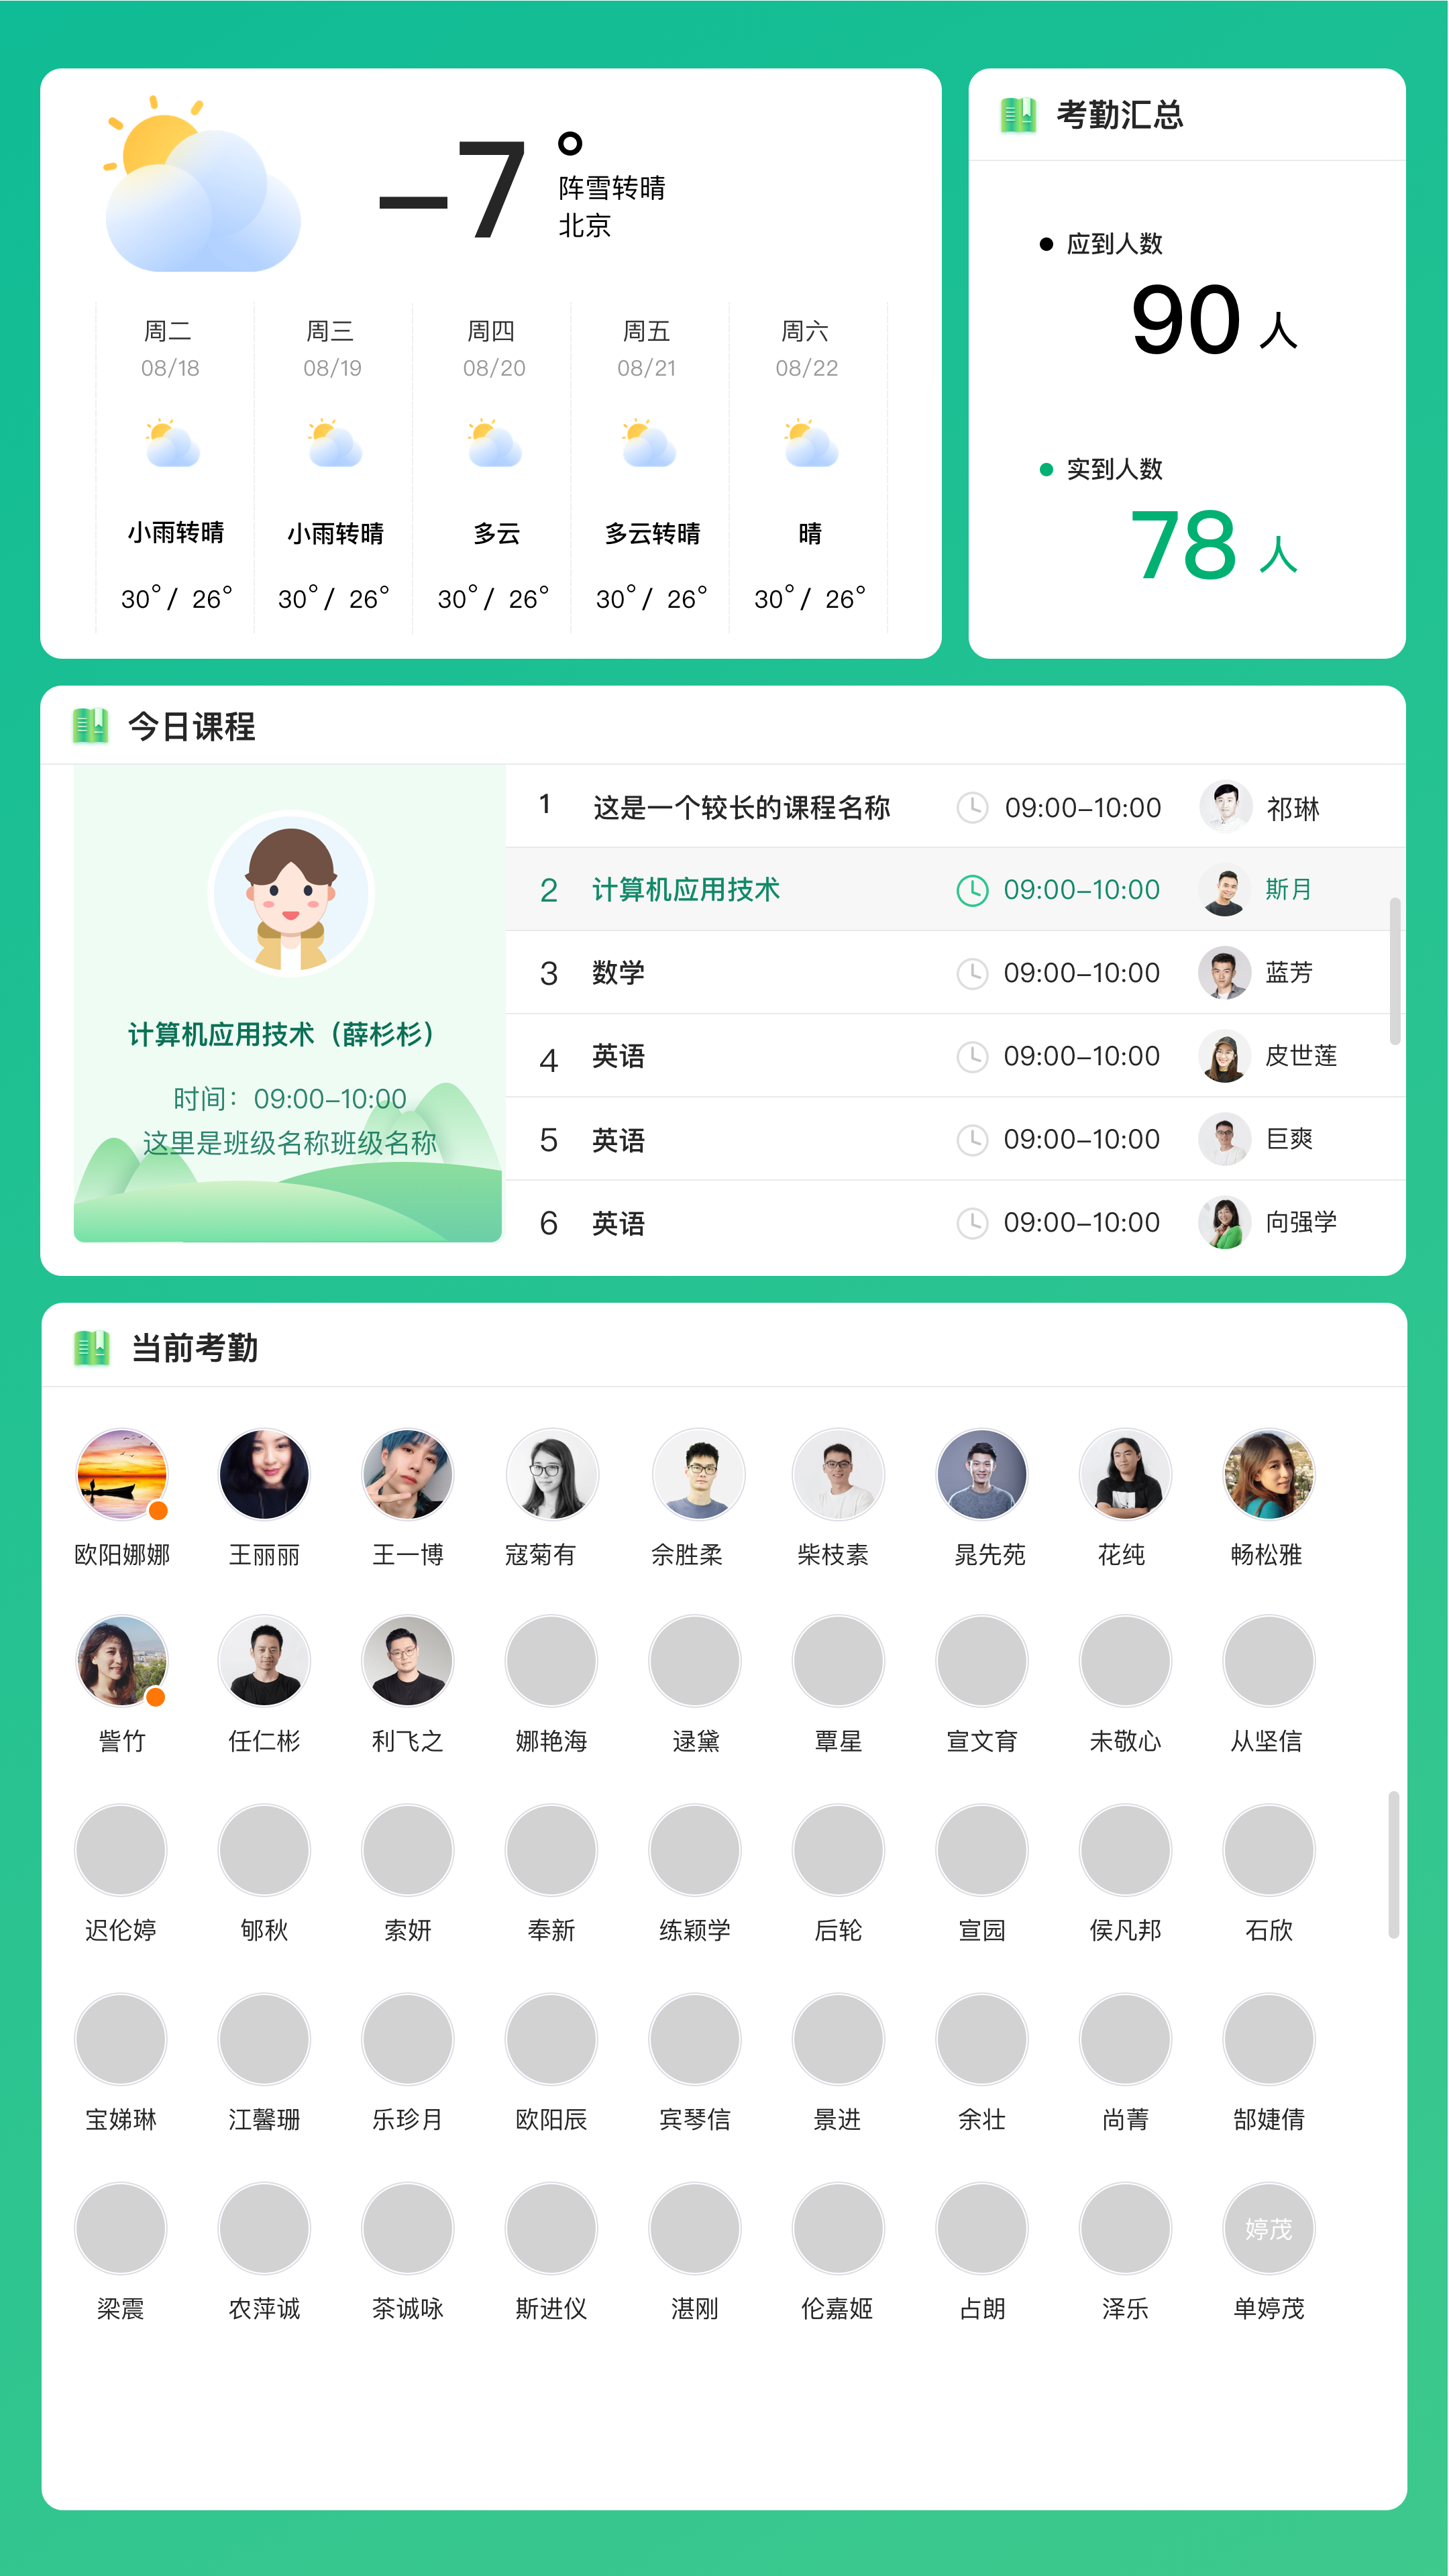 –7°
阵雪转晴
北京
周二 周三 周四 周五 周六
08/18 08/19 08/20 08/21 08/22
小雨转晴 小雨转晴 多云 多云转晴 晴
30°/ 26° 30°/ 26° 30°/ 26° 30°/ 26° 30°/ 26°
考勤汇总
应到人数
90 人
实到人数
78 人
今日课程
计算机应用技术（薛杉杉）
时间：09:00–10:00
这里是班级名称班级名称
1 这是一个较长的课程名称 09:00–10:00 祁琳
2 计算机应用技术 09:00–10:00 斯月
3 数学 09:00–10:00 蓝芳
4 英语 09:00–10:00 皮世莲
5 英语 09:00–10:00 巨爽
6 英语 09:00–10:00 向强学
当前考勤
欧阳娜娜 王丽丽 王一博 寇菊有 佘胜柔 柴枝素 晁先苑 花纯 畅松雅
訾竹 任仁彬 利飞之 娜艳海 逯黛 覃星 宣文育 未敬心 从坚信
迟伦婷 郇秋 索妍 奉新 练颖学 后轮 宣园 侯凡邦 石欣
宝娣琳 江馨珊 乐珍月 欧阳辰 宾琴信 景进 余壮 尚菁 郜婕倩
婷茂
梁震 农萍诚 茶诚咏 斯进仪 湛刚 伦嘉姬 占朗 泽乐 单婷茂